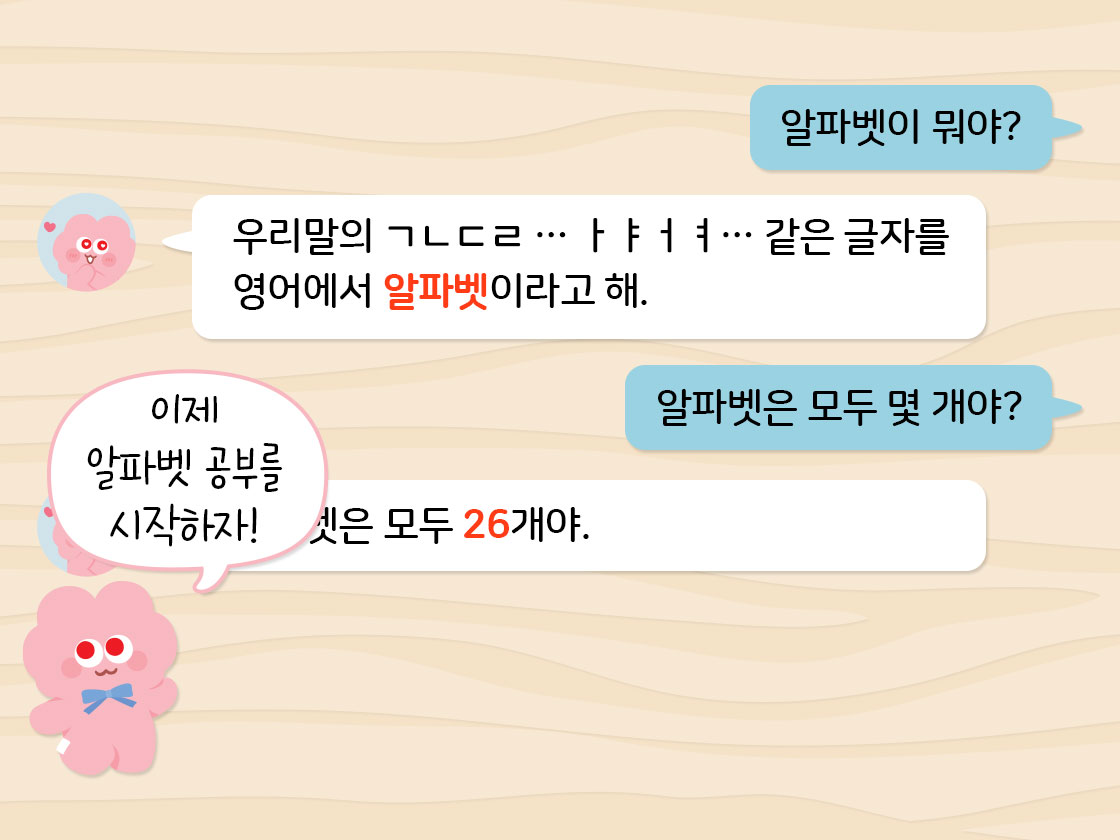 알파벳이 뭐야?
우리말의 ㄱㄴㄷㄹ … ㅏㅑㅓㅕ… 같은 글자를
영어에서 알파벳이라고 해.
알파벳은 모두 몇 개야?
이제
알파벳 공부를
시작하자!
벳은 모두 26개야.